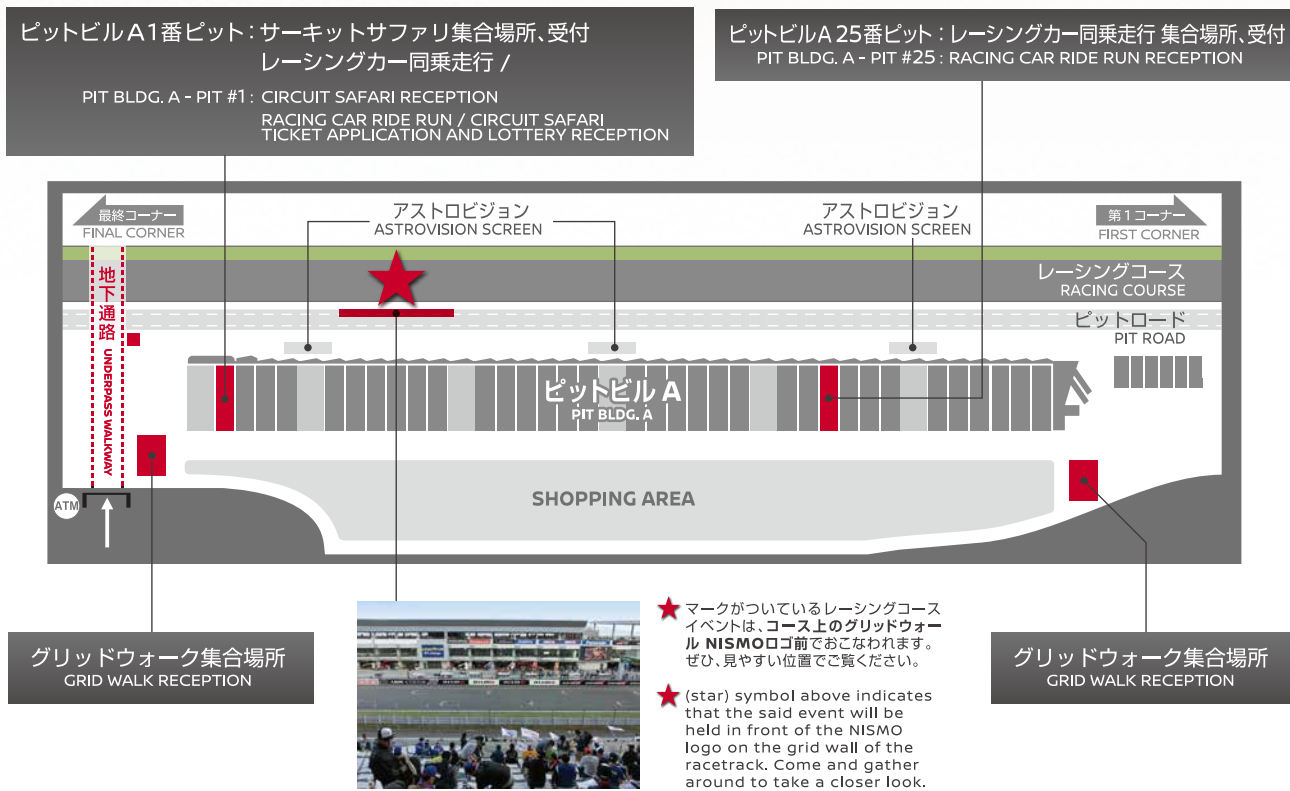 ピットビルA1番ピット：サーキットサファリ集合場所、受付
レーシングカー同乗走行 /
PIT BLDG. A - PIT #1 : CIRCUIT SAFARI RECEPTION
RACING CAR RIDE RUN / CIRCUIT SAFARI
TICKET APPLICATION AND LOTTERY RECEPTION
ピットビルA 25番ピット：レーシングカー同乗走行 集合場所、受付
PIT BLDG. A - PIT #25 : RACING CAR RIDE RUN RECEPTION
最終コーナー
FINAL CORNER
アストロビジョン
ASTROVISION SCREEN
アストロビジョン
ASTROVISION SCREEN
第1コーナー
FIRST CORNER
地下通路 UNDERPASS WALKWAY
レーシングコース
RACING COURSE
ピットロード
PIT ROAD
ピットビル A
PIT BLDG. A
SHOPPING AREA
ATM
グリッドウォーク集合場所
GRID WALK RECEPTION
★ マークがついているレーシングコース
イベントは、コース上のグリッドウォー
ル NISMOロゴ前でおこなわれます。
ぜひ、見やすい位置でご覧ください。
★ (star) symbol above indicates
that the said event will be
held in front of the NISMO
logo on the grid wall of the
racetrack. Come and gather
around to take a closer look.
グリッドウォーク集合場所
GRID WALK RECEPTION